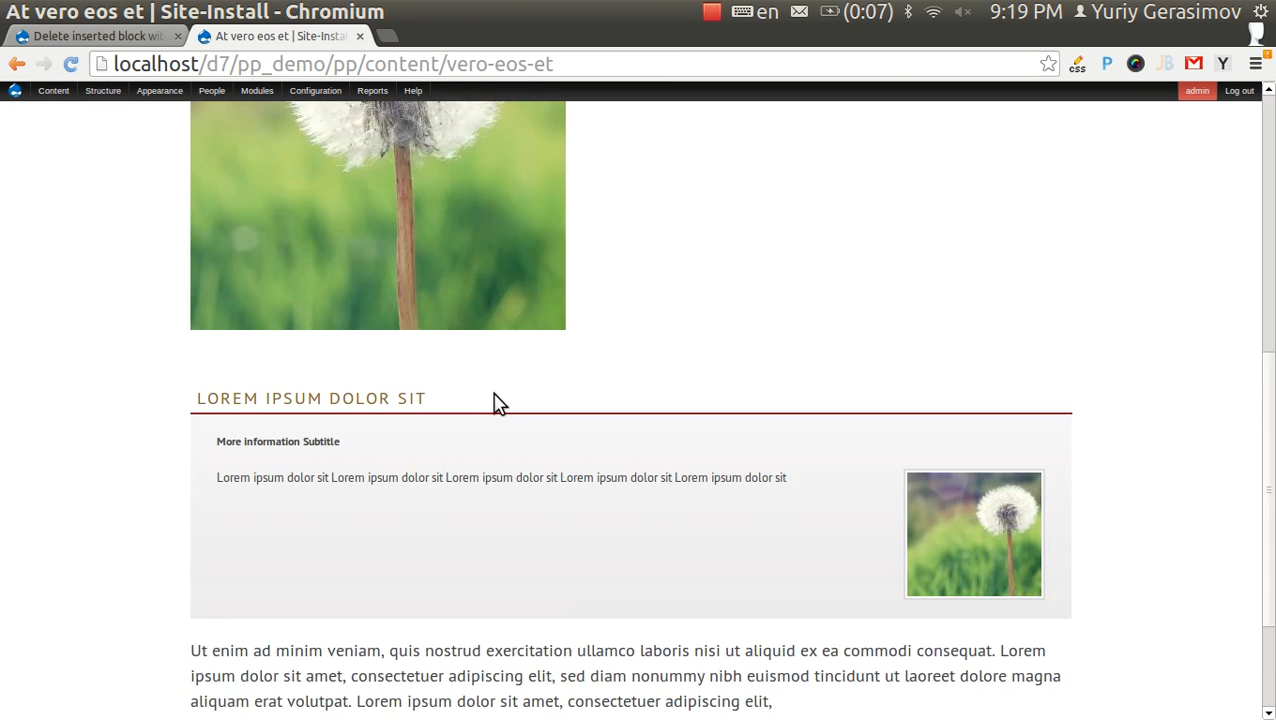 At vero eos et | Site-Install - Chromium
en
(0:07)
9:19 PM
Yuriy Gerasimov
Delete inserted block wit
At vero eos et | Site-Insta
localhost/d7/pp_demo/pp/content/vero-eos-et
css
P
JB
Y
Content Structure Appearance People Modules Configuration Reports Help
admin Log out
LOREM IPSUM DOLOR SIT
More information Subtitle
Lorem ipsum dolor sit Lorem ipsum dolor sit Lorem ipsum dolor sit Lorem ipsum dolor sit Lorem ipsum dolor sit
Ut enim ad minim veniam, quis nostrud exercitation ullamco laboris nisi ut aliquid ex ea commodi consequat. Lorem
ipsum dolor sit amet, consectetuer adipiscing elit, sed diam nonummy nibh euismod tincidunt ut laoreet dolore magna
aliquam erat volutpat. Lorem ipsum dolor sit amet, consectetuer adipiscing elit,